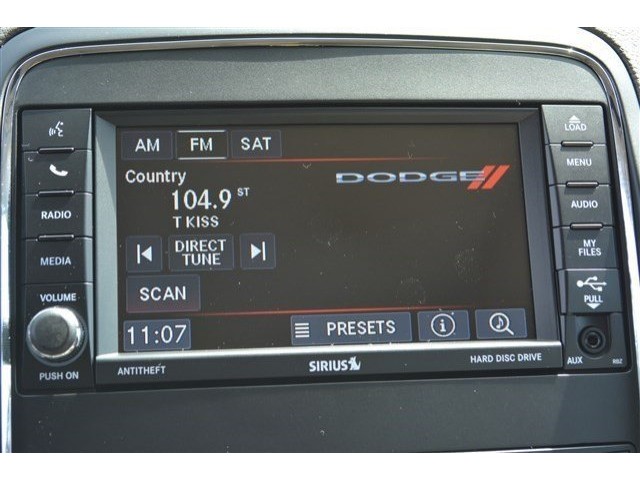 AM FM SAT
Country
DODGE
104.9 ST
T KISS
DIRECT
TUNE
SCAN
11:07
PRESETS
RADIO
MEDIA
VOLUME
PUSH ON
LOAD
MENU
AUDIO
MY
FILES
PULL
AUX
ANTITHEFT
SIRIUS
HARD DISC DRIVE